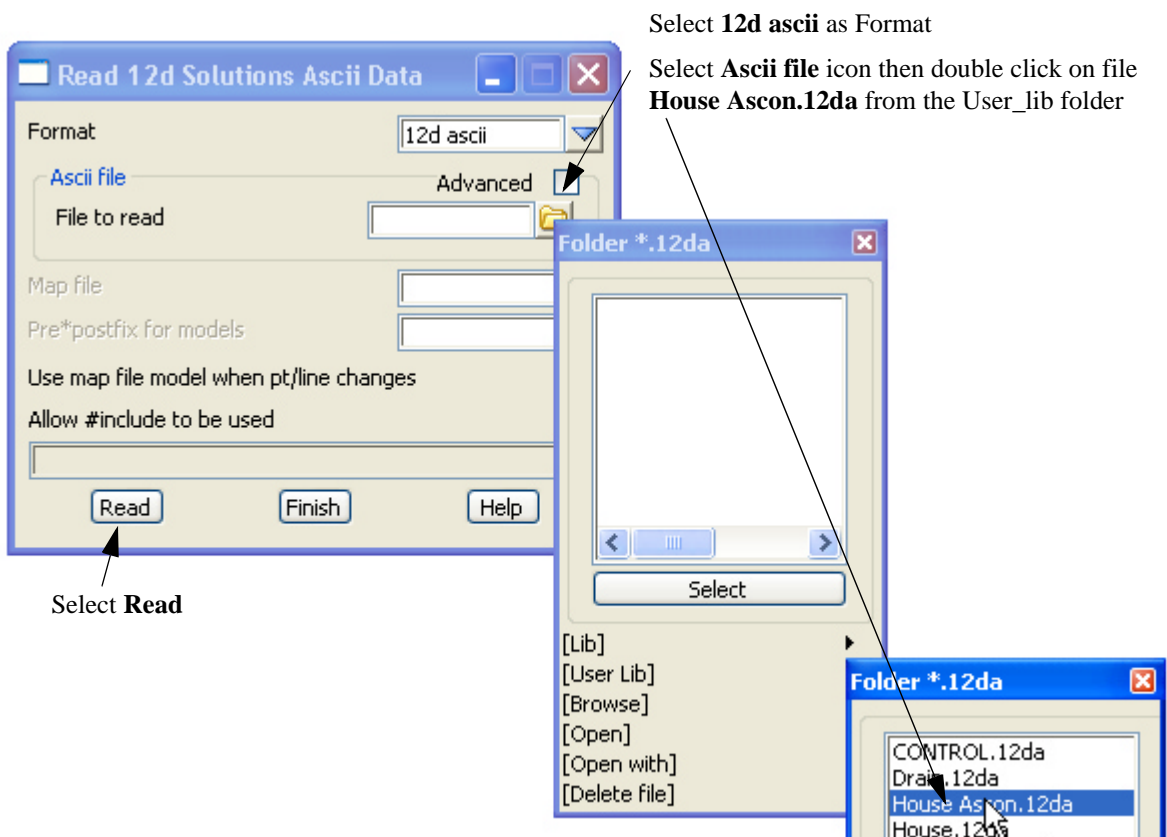 Select 12d ascii as Format
Select Ascii file icon then double click on file
House Ascon.12da from the User_lib folder
Read 12d Solutions Ascii Data
Format
12d ascii
Ascii file
Advanced
File to read
Map file
Pre*postfix for models
Use map file model when pt/line changes
Allow #include to be used
Read
Finish
Help
Select Read
Folder *.12da
Select
[Lib]
[User Lib]
[Browse]
[Open]
[Open with]
[Delete file]
Folder *.12da
CONTROL.12da
Drain.12da
House Ascon.12da
House.12da